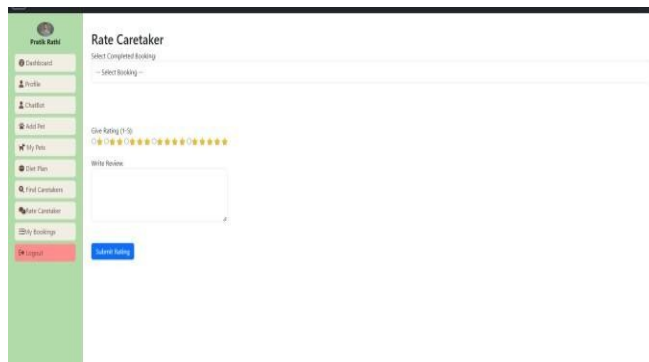 Pratik Rathi
Dashboard
Profile
ChatBot
Add Pet
My Pets
Diet Plan
Find Caretakers
Rate Caretaker
My Bookings
Logout
Rate Caretaker
Select Completed Booking:
-- Select Booking --
Give Rating (1-5):
Write Review:
Submit Rating